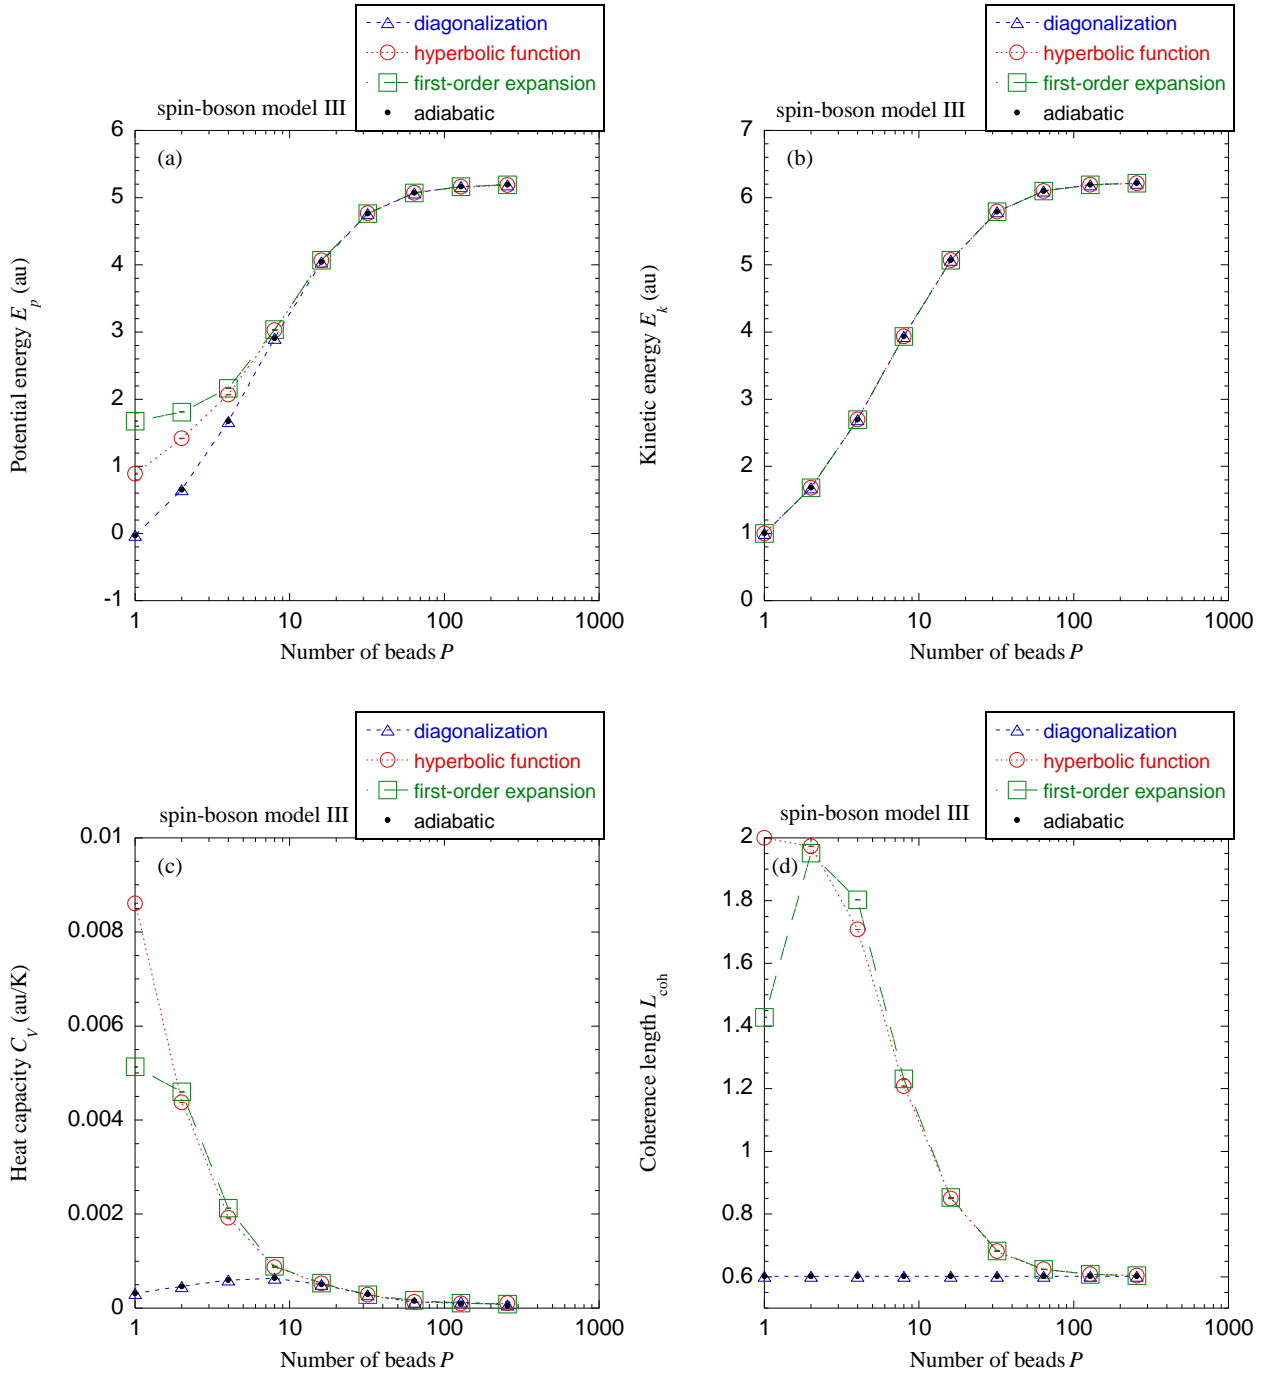 diagonalization
hyperbolic function
first-order expansion
adiabatic
spin-boson model III
(a)
6
5
4
3
2
1
0
-1
Potential energy E_p (au)
1
10
100
1000
Number of beads P
diagonalization
hyperbolic function
first-order expansion
adiabatic
spin-boson model III
(b)
7
6
5
4
3
2
1
0
Kinetic energy E_k (au)
1
10
100
1000
Number of beads P
diagonalization
hyperbolic function
first-order expansion
adiabatic
spin-boson model III
(c)
0.01
0.008
0.006
0.004
0.002
0
Heat capacity C_V (au/K)
1
10
100
1000
Number of beads P
diagonalization
hyperbolic function
first-order expansion
adiabatic
spin-boson model III
(d)
2
1.8
1.6
1.4
1.2
1
0.8
0.6
Coherence length L_coh
1
10
100
1000
Number of beads P